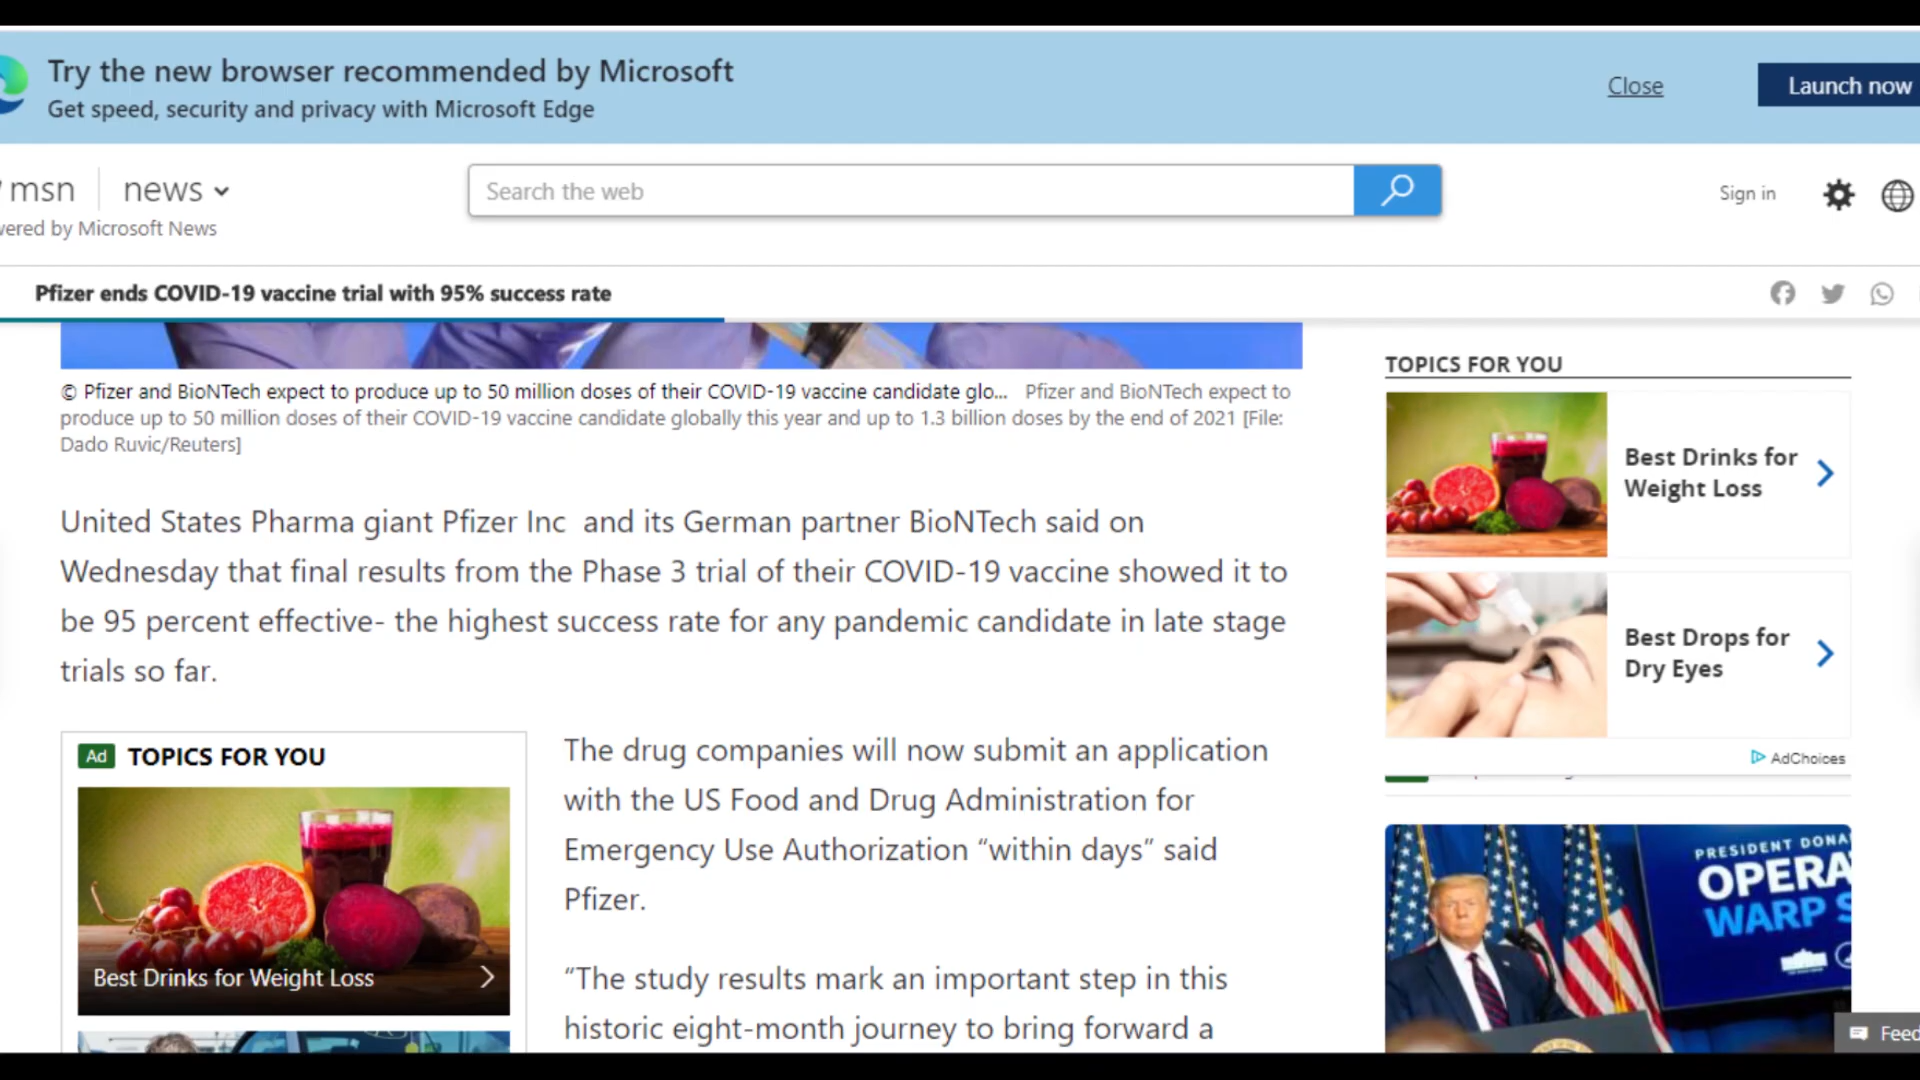 Try the new browser recommended by Microsoft
Get speed, security and privacy with Microsoft Edge
Close
Launch now
msn
news
wered by Microsoft News
Search the web
Sign in
Pfizer ends COVID-19 vaccine trial with 95% success rate
© Pfizer and BioNTech expect to produce up to 50 million doses of their COVID-19 vaccine candidate glo... Pfizer and BioNTech expect to
produce up to 50 million doses of their COVID-19 vaccine candidate globally this year and up to 1.3 billion doses by the end of 2021 [File:
Dado Ruvic/Reuters]
United States Pharma giant Pfizer Inc  and its German partner BioNTech said on
Wednesday that final results from the Phase 3 trial of their COVID-19 vaccine showed it to
be 95 percent effective- the highest success rate for any pandemic candidate in late stage
trials so far.
Ad TOPICS FOR YOU
Best Drinks for Weight Loss
The drug companies will now submit an application
with the US Food and Drug Administration for
Emergency Use Authorization “within days” said
Pfizer.
“The study results mark an important step in this
historic eight-month journey to bring forward a
TOPICS FOR YOU
Best Drinks for
Weight Loss
Best Drops for
Dry Eyes
AdChoices
PRESIDENT DONA
OPERA
WARP S
Feed